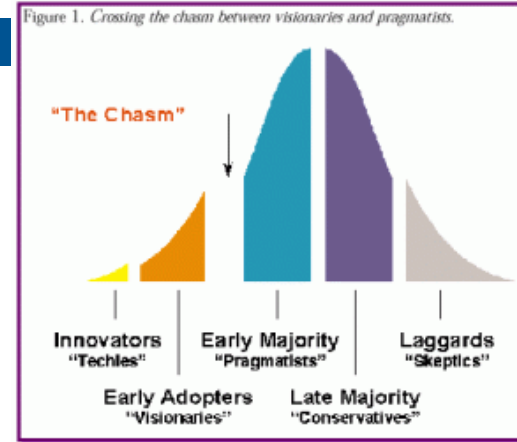 Figure 1. Crossing the chasm between visionaries and pragmatists.
"The Chasm"
Innovators
"Techies"
Early Majority
"Pragmatists"
Laggards
"Skeptics"
Early Adopters
"Visionaries"
Late Majority
"Conservatives"